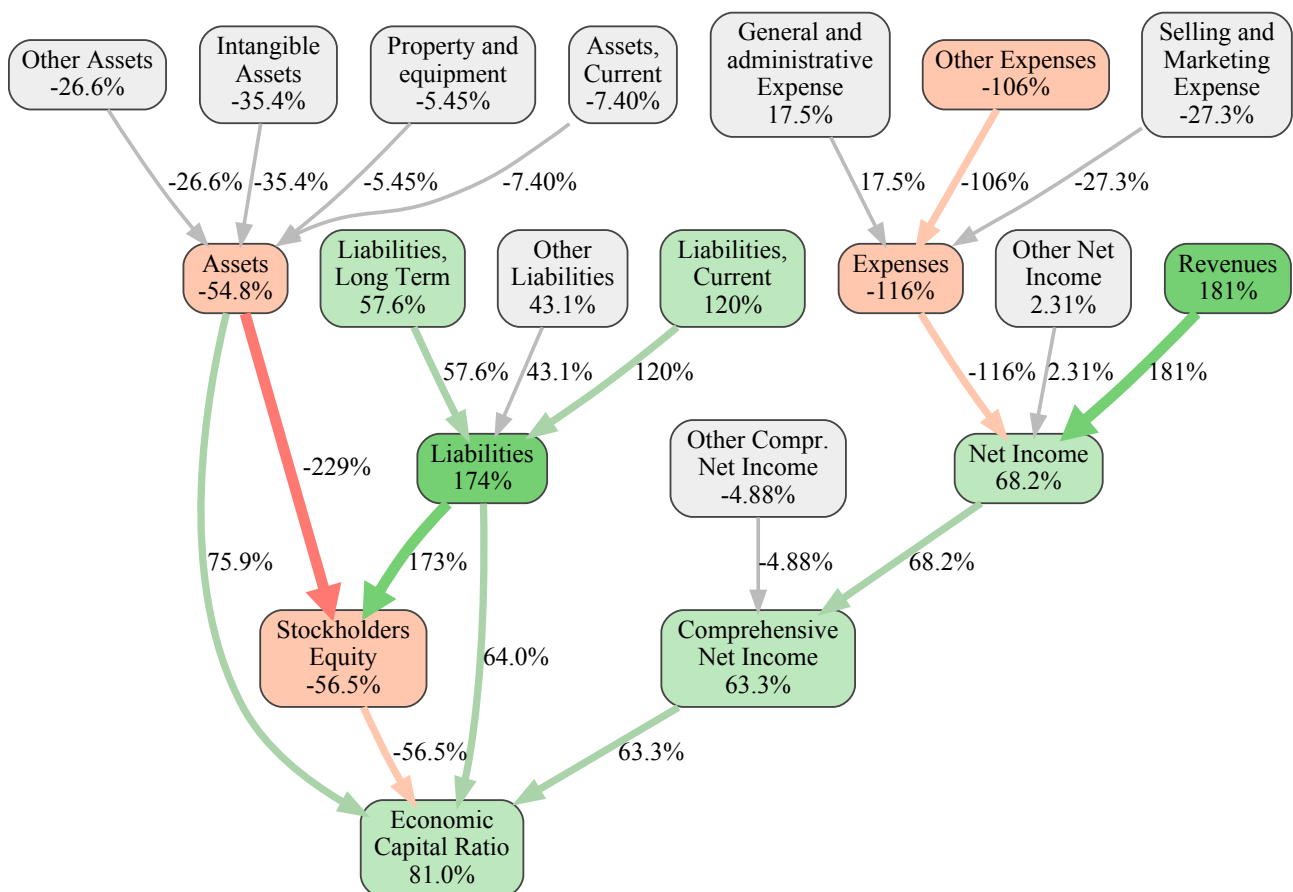 Other Assets
-26.6%
Intangible
Assets
-35.4%
Property and
equipment
-5.45%
Assets,
Current
-7.40%
General and
administrative
Expense
17.5%
Other Expenses
-106%
Selling and
Marketing
Expense
-27.3%
-26.6%
-35.4%
-5.45%
-7.40%
17.5%
-106%
-27.3%
Assets
-54.8%
Liabilities,
Long Term
57.6%
Other
Liabilities
43.1%
Liabilities,
Current
120%
Expenses
-116%
Other Net
Income
2.31%
Revenues
181%
57.6%
43.1%
120%
-116%
2.31%
181%
-229%
Liabilities
174%
Other Compr.
Net Income
-4.88%
Net Income
68.2%
75.9%
173%
-4.88%
68.2%
Stockholders
Equity
-56.5%
64.0%
Comprehensive
Net Income
63.3%
-56.5%
63.3%
Economic
Capital Ratio
81.0%